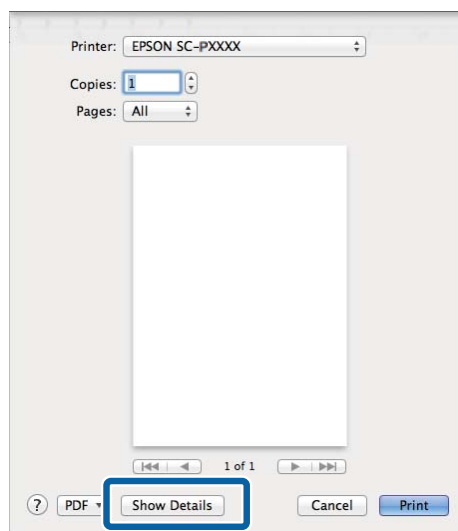 Printer: EPSON SC-PXXXX
Copies: 1
Pages: All
1 of 1
? PDF Show Details Cancel Print